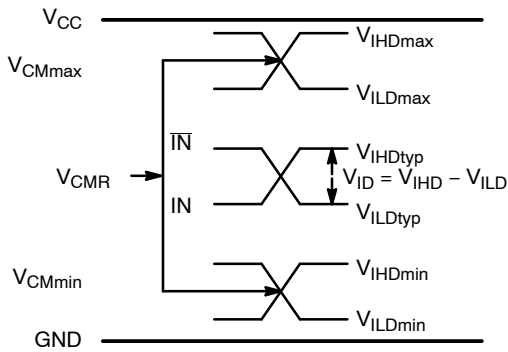 VCC
VIHDmax
VCMmax
VILDmax
IN
VIHDtyp
VCMR
VID = VIHD − VILD
IN
VILDtyp
VIHDmin
VCMmin
VILDmin
GND